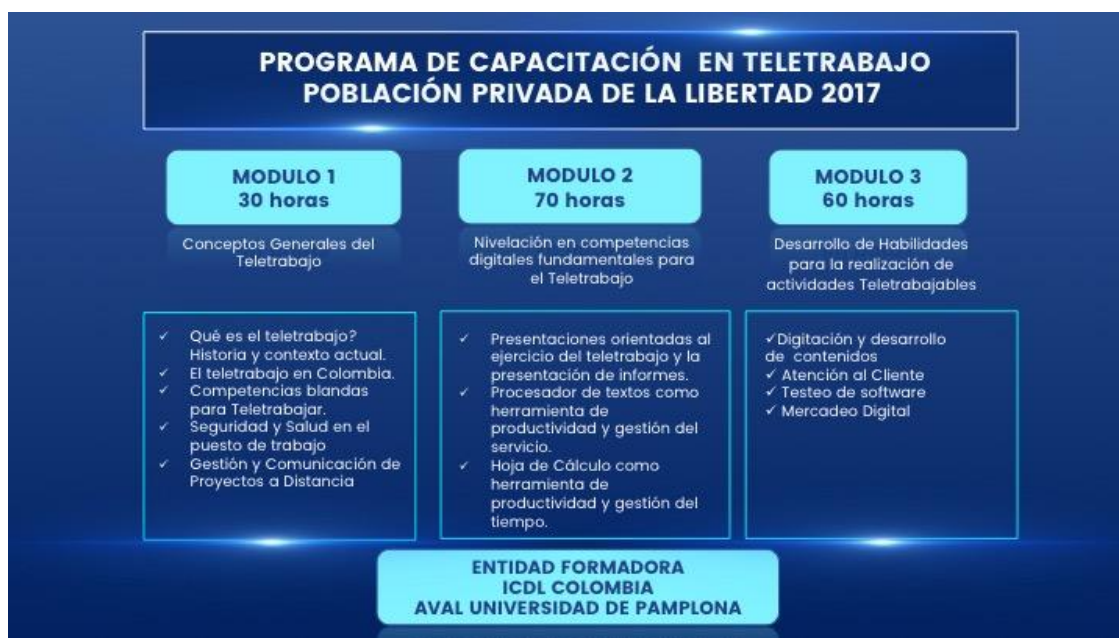 PROGRAMA DE CAPACITACIÓN EN TELETRABAJO
POBLACIÓN PRIVADA DE LA LIBERTAD 2017
MODULO 1
30 horas
Conceptos Generales del
Teletrabajo
✓ Qué es el teletrabajo?
Historia y contexto actual.
✓ El teletrabajo en Colombia.
✓ Competencias blandas
para Teletrabajar.
✓ Seguridad y Salud en el
puesto de trabajo
✓ Gestión y Comunicación de
Proyectos a Distancia
MODULO 2
70 horas
Nivelación en competencias
digitales fundamentales para
el Teletrabajo
✓ Presentaciones orientadas al
ejercicio del teletrabajo y la
presentación de informes.
✓ Procesador de textos como
herramienta de
productividad y gestión del
servicio.
✓ Hoja de Cálculo como
herramienta de
productividad y gestión del
tiempo.
MODULO 3
60 horas
Desarrollo de Habilidades
para la realización de
actividades Teletrabajables
✓Digitación y desarrollo
de contenidos
✓ Atención al Cliente
✓ Testeo de software
✓ Mercadeo Digital
ENTIDAD FORMADORA
ICDL COLOMBIA
AVAL UNIVERSIDAD DE PAMPLONA